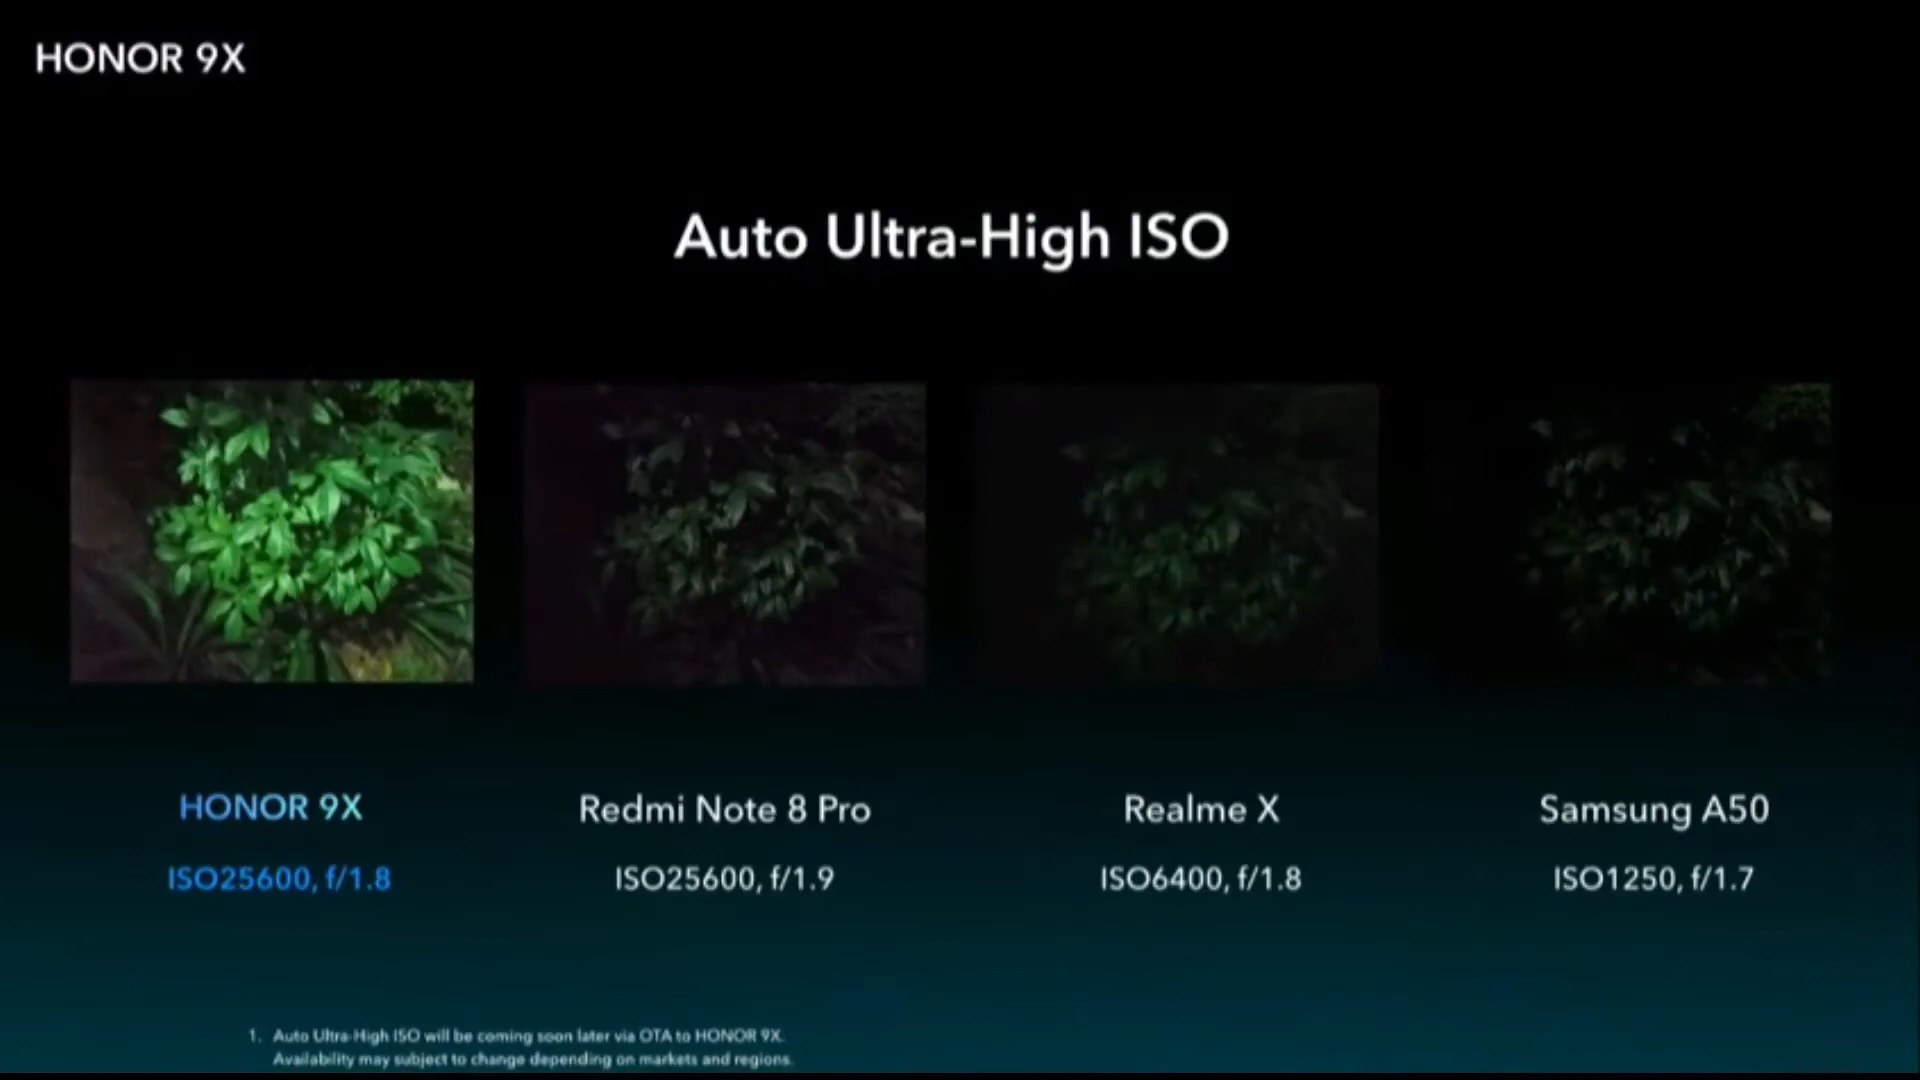 HONOR 9X
Auto Ultra-High ISO
HONOR 9X
Redmi Note 8 Pro
Realme X
Samsung A50
ISO25600, f/1.8
ISO25600, f/1.9
ISO6400, f/1.8
ISO1250, f/1.7
1. Auto Ultra-High ISO will be coming soon later via OTA to HONOR 9X.
Availability may subject to change depending on markets and regions.